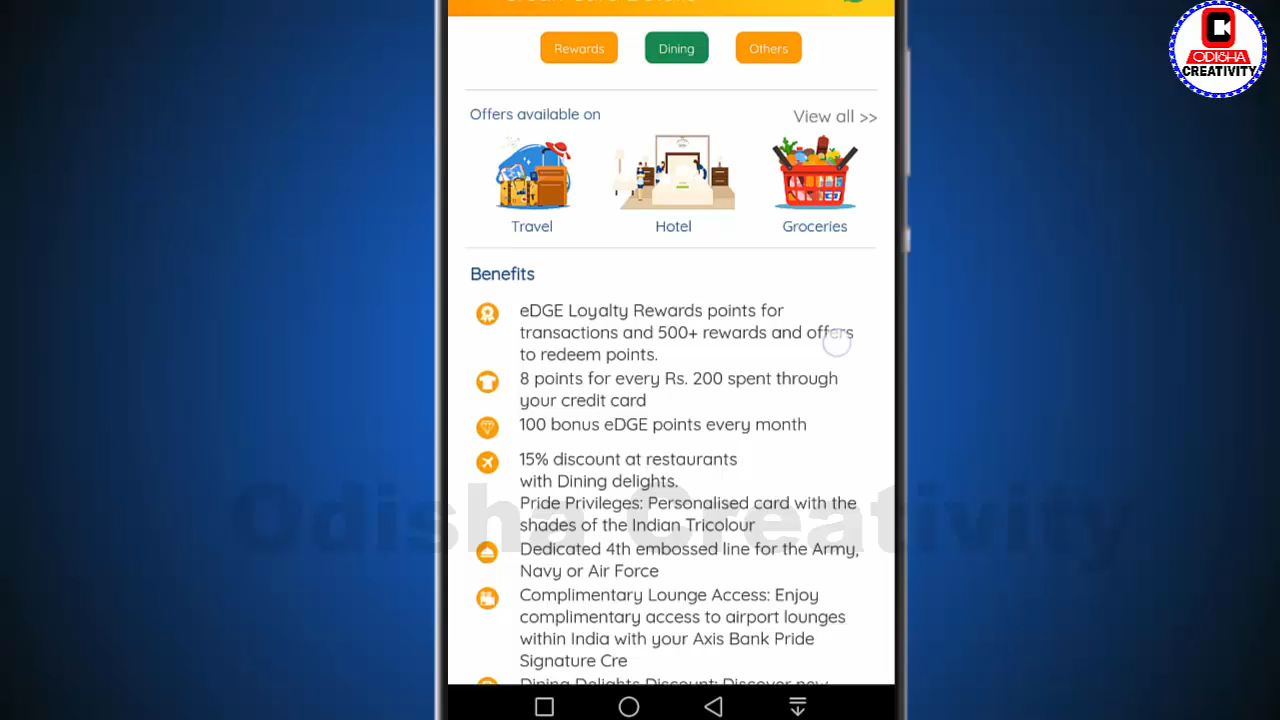 Rewards Dining Others
Offers available on View all >>
Travel Hotel Groceries
Benefits
eDGE Loyalty Rewards points for
transactions and 500+ rewards and offers
to redeem points.
8 points for every Rs. 200 spent through
your credit card
100 bonus eDGE points every month
15% discount at restaurants
with Dining delights.
Pride Privileges: Personalised card with the
shades of the Indian Tricolour
Dedicated 4th embossed line for the Army,
Navy or Air Force
Complimentary Lounge Access: Enjoy
complimentary access to airport lounges
within India with your Axis Bank Pride
Signature Cre
Dining Delights Discount: Discover new
Odisha Creativity
ODISHA
CREATIVITY